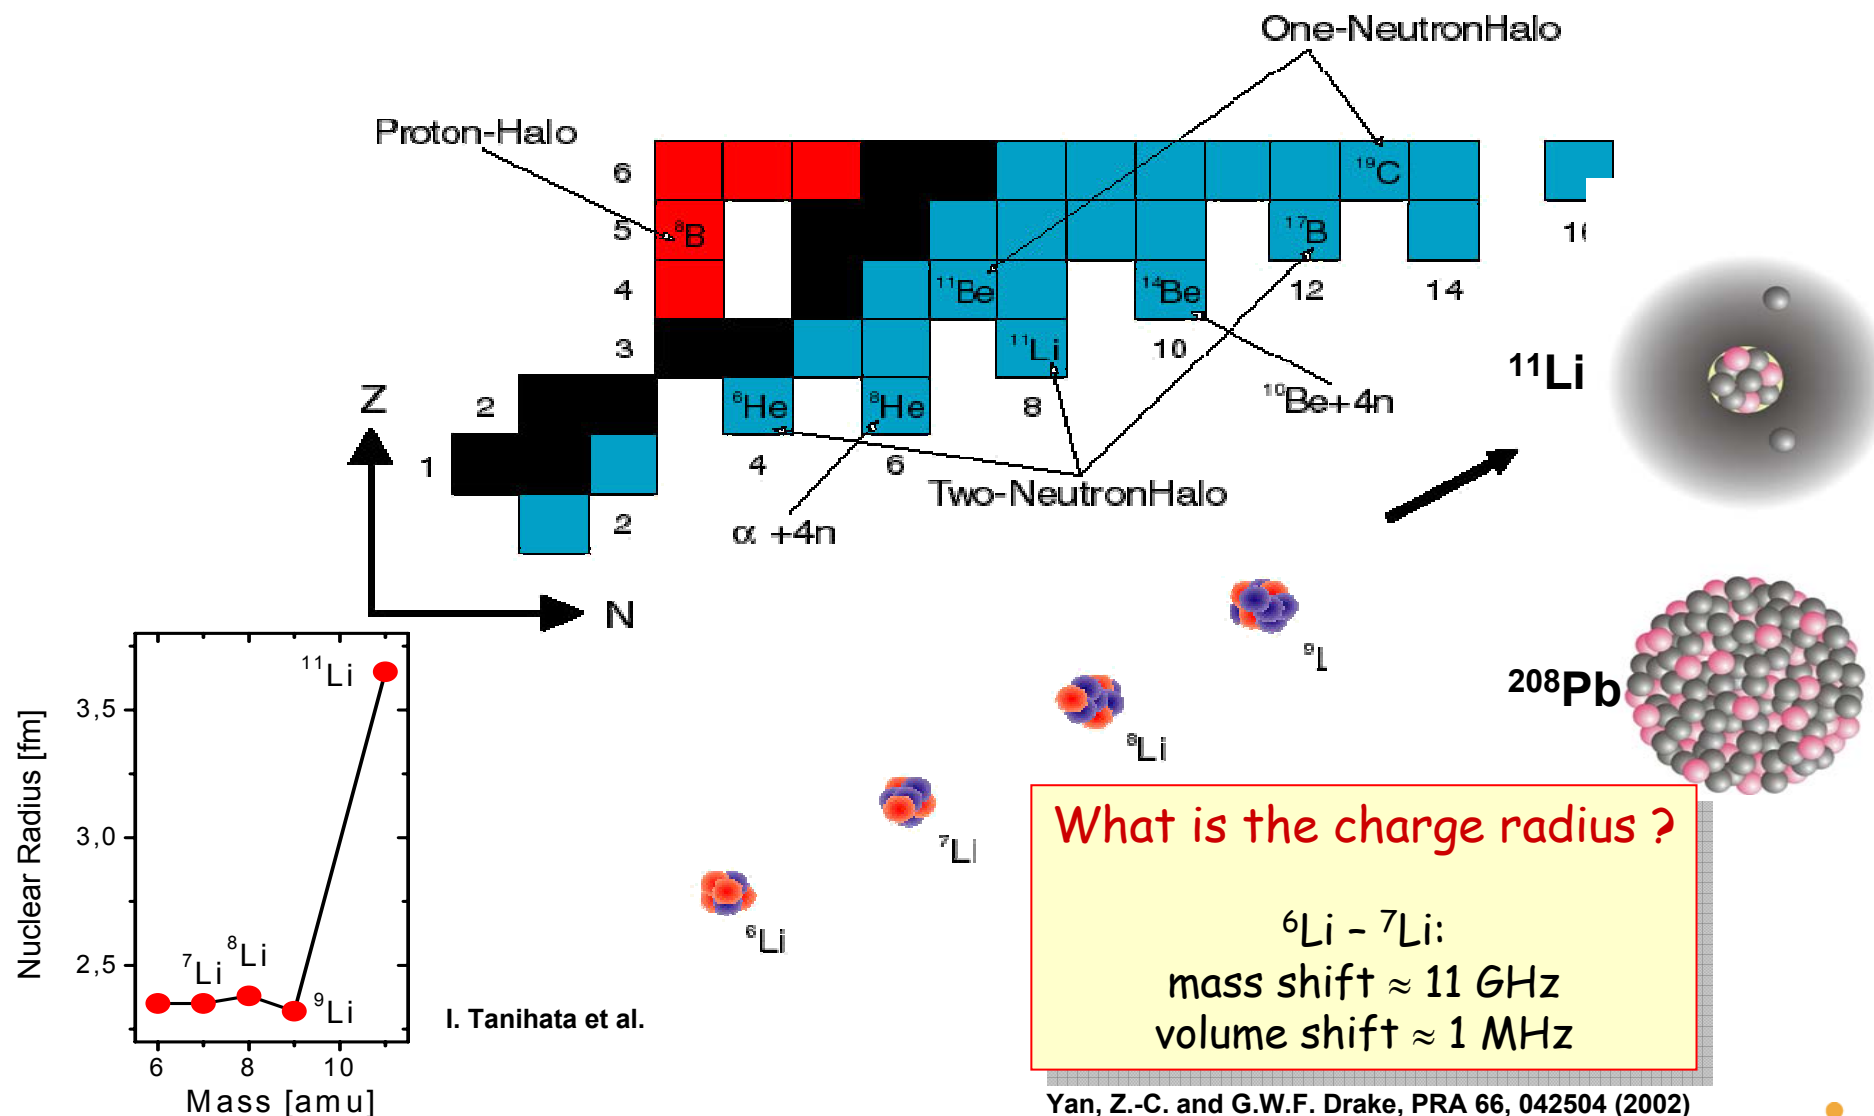 One-NeutronHalo
Proton-Halo
6
¹⁹C
5
⁸B
¹⁷B
4
¹¹Be
¹⁴Be
12
14
3
¹¹Li
10
¹¹Li
Z
2
⁶He
⁸He
8
¹⁰Be+4n
1
4
6
Two-NeutronHalo
2
α +4n
N
⁹L
¹¹Li
⁸Li
²⁰⁸Pb
Nuclear Radius [fm]
3,5
3,0
2,5
⁷Li
⁸Li
⁹Li
6
8
10
Mass [amu]
I. Tanihata et al.
⁷Li
⁶Li
What is the charge radius ?
⁶Li – ⁷Li:
mass shift ≈ 11 GHz
volume shift ≈ 1 MHz
Yan, Z.-C. and G.W.F. Drake, PRA 66, 042504 (2002)